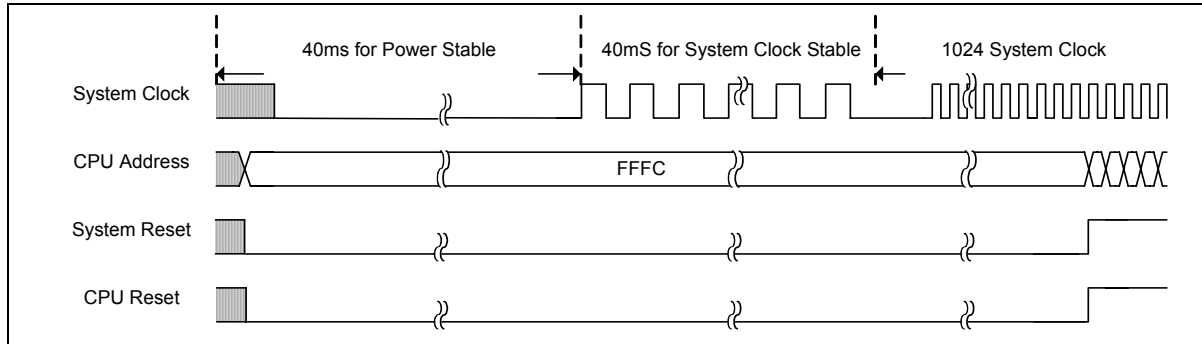 40ms for Power Stable
40mS for System Clock Stable
1024 System Clock
System Clock
CPU Address
FFFC
System Reset
CPU Reset